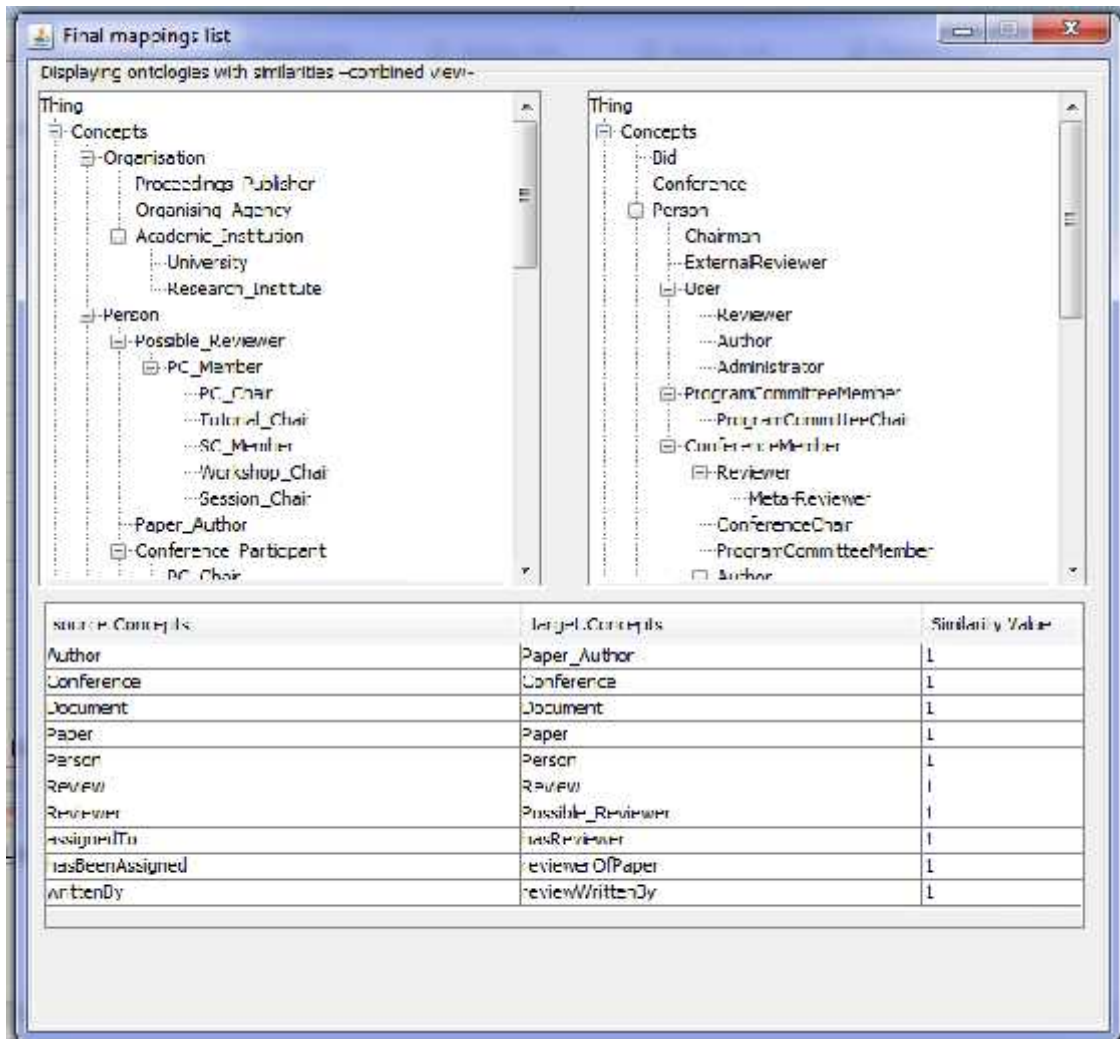 Final mappings list
Displaying ontologies with similarities –combined view-
Thing
Concepts
Organisation
Proceedings_Publisher
Organising_Agency
Academic_Institution
University
Research_Institute
Person
Possible_Reviewer
PC_Member
PC_Chair
Tutorial_Chair
SC_Member
Workshop_Chair
Session_Chair
Paper_Author
Conference_Participant
PC_Chair
Thing
Concepts
Bid
Conference
Person
Chairman
ExternalReviewer
User
Reviewer
Author
Administrator
ProgramCommitteeMember
ProgramCommitteeChair
ConferenceMember
Reviewer
Meta-Reviewer
ConferenceChair
ProgramCommitteeMember
Author
source.Concepts target.Concepts Similarity Value
Author Paper_Author 1
Conference Conference 1
Document Document 1
Paper Paper 1
Person Person 1
Review Review 1
Reviewer Possible_Reviewer 1
assignedTo hasReviewer 1
hasBeenAssigned reviewerOfPaper 1
writtenBy reviewWrittenBy 1